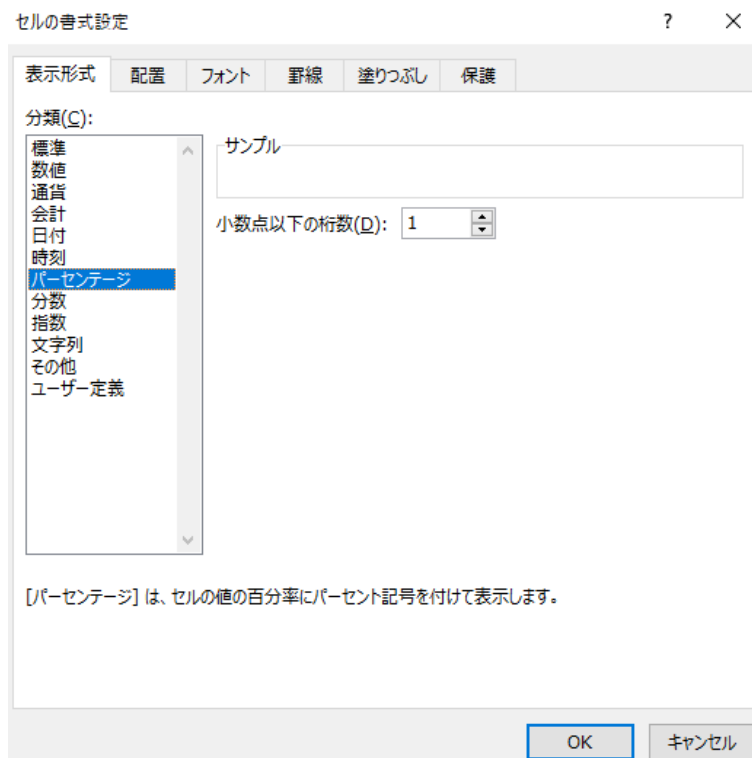 セルの書式設定
? ×
表示形式 配置 フォント 罫線 塗りつぶし 保護
分類(C):
標準
数値
通貨
会計
日付
時刻
パーセンテージ
分数
指数
文字列
その他
ユーザー定義
サンプル
小数点以下の桁数(D): 1
[パーセンテージ] は、セルの値の百分率にパーセント記号を付けて表示します。
OK キャンセル